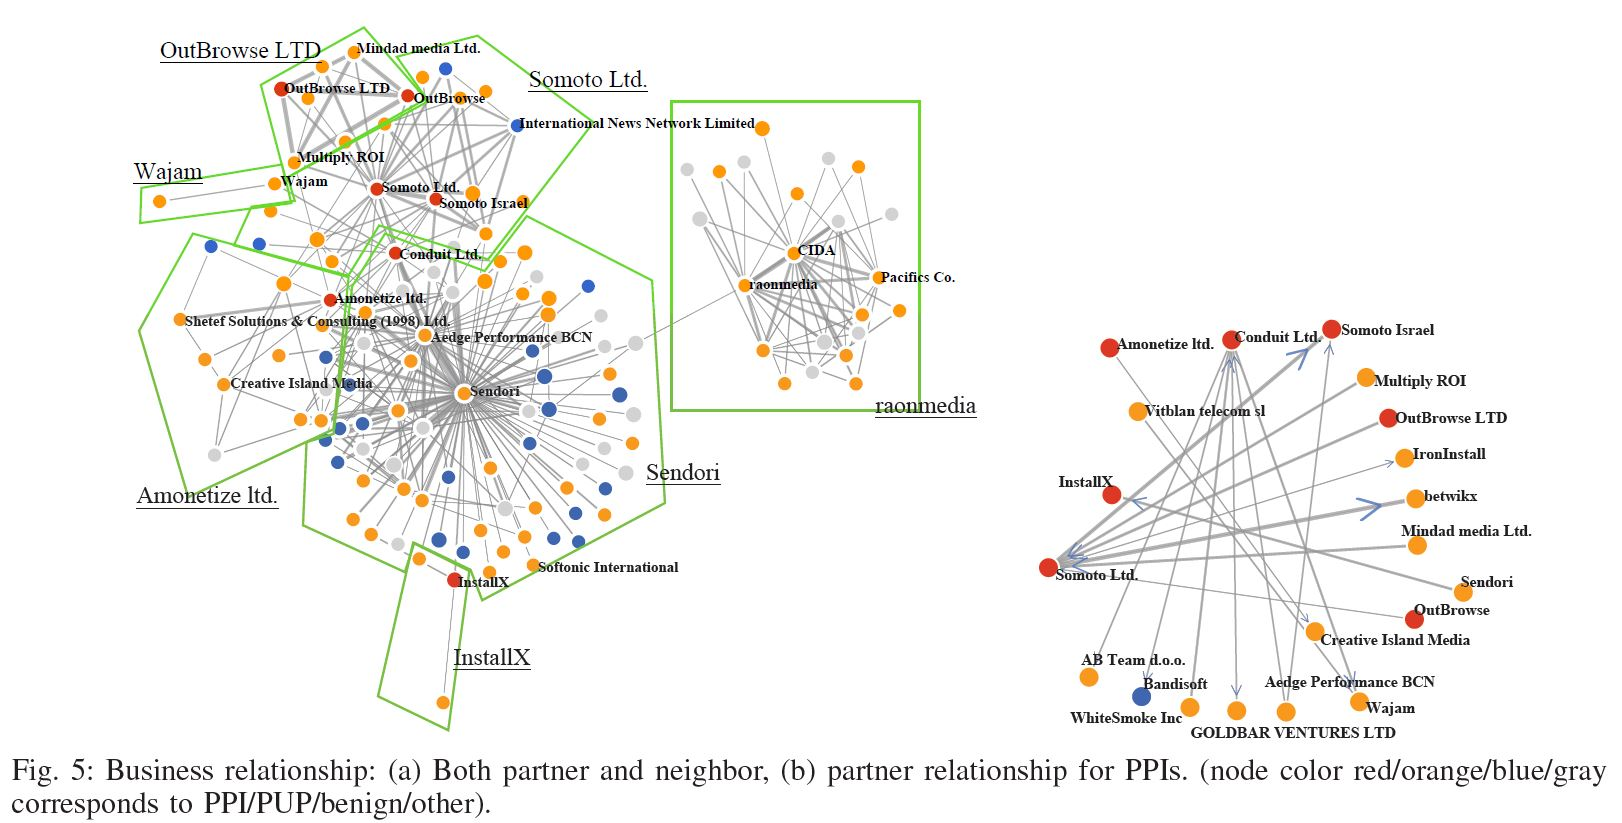 OutBrowse LTD
Mindad media Ltd.
Somoto Ltd.
OutBrowse LTD
OutBrowse
International News Network Limited
Multiply ROI
Wajam
Wajam
Somoto Ltd.
Somoto Israel
Conduit Ltd.
CIDA
raonmedia
Pacifics Co.
Amonetize ltd.
Shetef Solutions & Consulting (1998) Ltd.
Aedge Performance BCN
Creative Island Media
Sendori
raonmedia
Sendori
Amonetize ltd.
Softonic International
InstallX
InstallX
Amonetize ltd.
Conduit Ltd.
Somoto Israel
Multiply ROI
Vitblan telecom sl
OutBrowse LTD
IronInstall
InstallX
betwikx
Mindad media Ltd.
Somoto Ltd.
Sendori
OutBrowse
Creative Island Media
AB Team d.o.o.
Bandisoft
Aedge Performance BCN
Wajam
WhiteSmoke Inc
GOLDBAR VENTURES LTD
Fig. 5: Business relationship: (a) Both partner and neighbor, (b) partner relationship for PPIs. (node color red/orange/blue/gray
corresponds to PPI/PUP/benign/other).